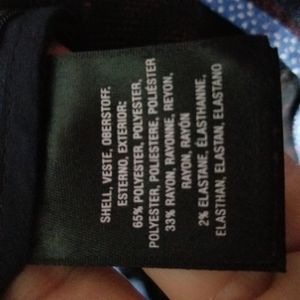 SHELL, VESTE, OBERSTOFF,
ESTERNO, EXTERIOR:
65% POLYESTER, POLYESTER,
POLYESTER, POLIESTERE, POLIÉSTER
33% RAYON, RAYONNE, REYON,
RAYON, RAYÓN
2% ELASTANE, ÉLASTHANNE,
ELASTHAN, ELASTAN, ELASTANO